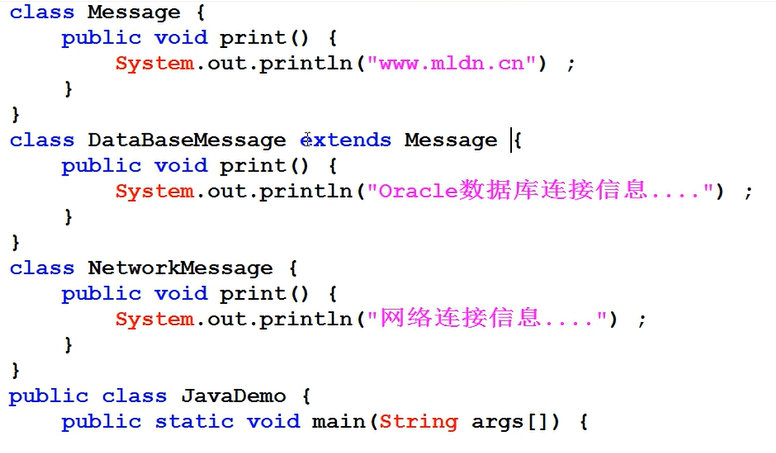 class Message {
    public void print() {
        System.out.println("www.mldn.cn") ;
    }
}
class DataBaseMessage extends Message {
    public void print() {
        System.out.println("Oracle数据库连接信息....") ;
    }
}
class NetworkMessage {
    public void print() {
        System.out.println("网络连接信息....") ;
    }
}
public class JavaDemo {
    public static void main(String args[]) {